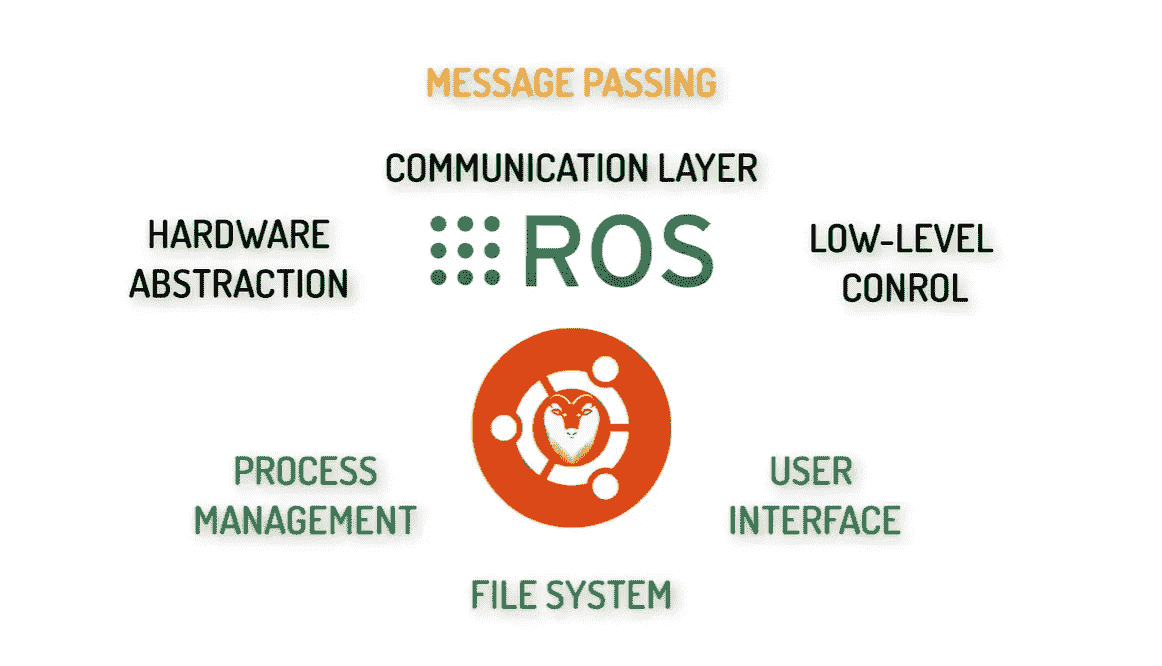 MESSAGE PASSING
COMMUNICATION LAYER
HARDWARE
ABSTRACTION
ROS
LOW-LEVEL
CONROL
PROCESS
MANAGEMENT
USER
INTERFACE
FILE SYSTEM